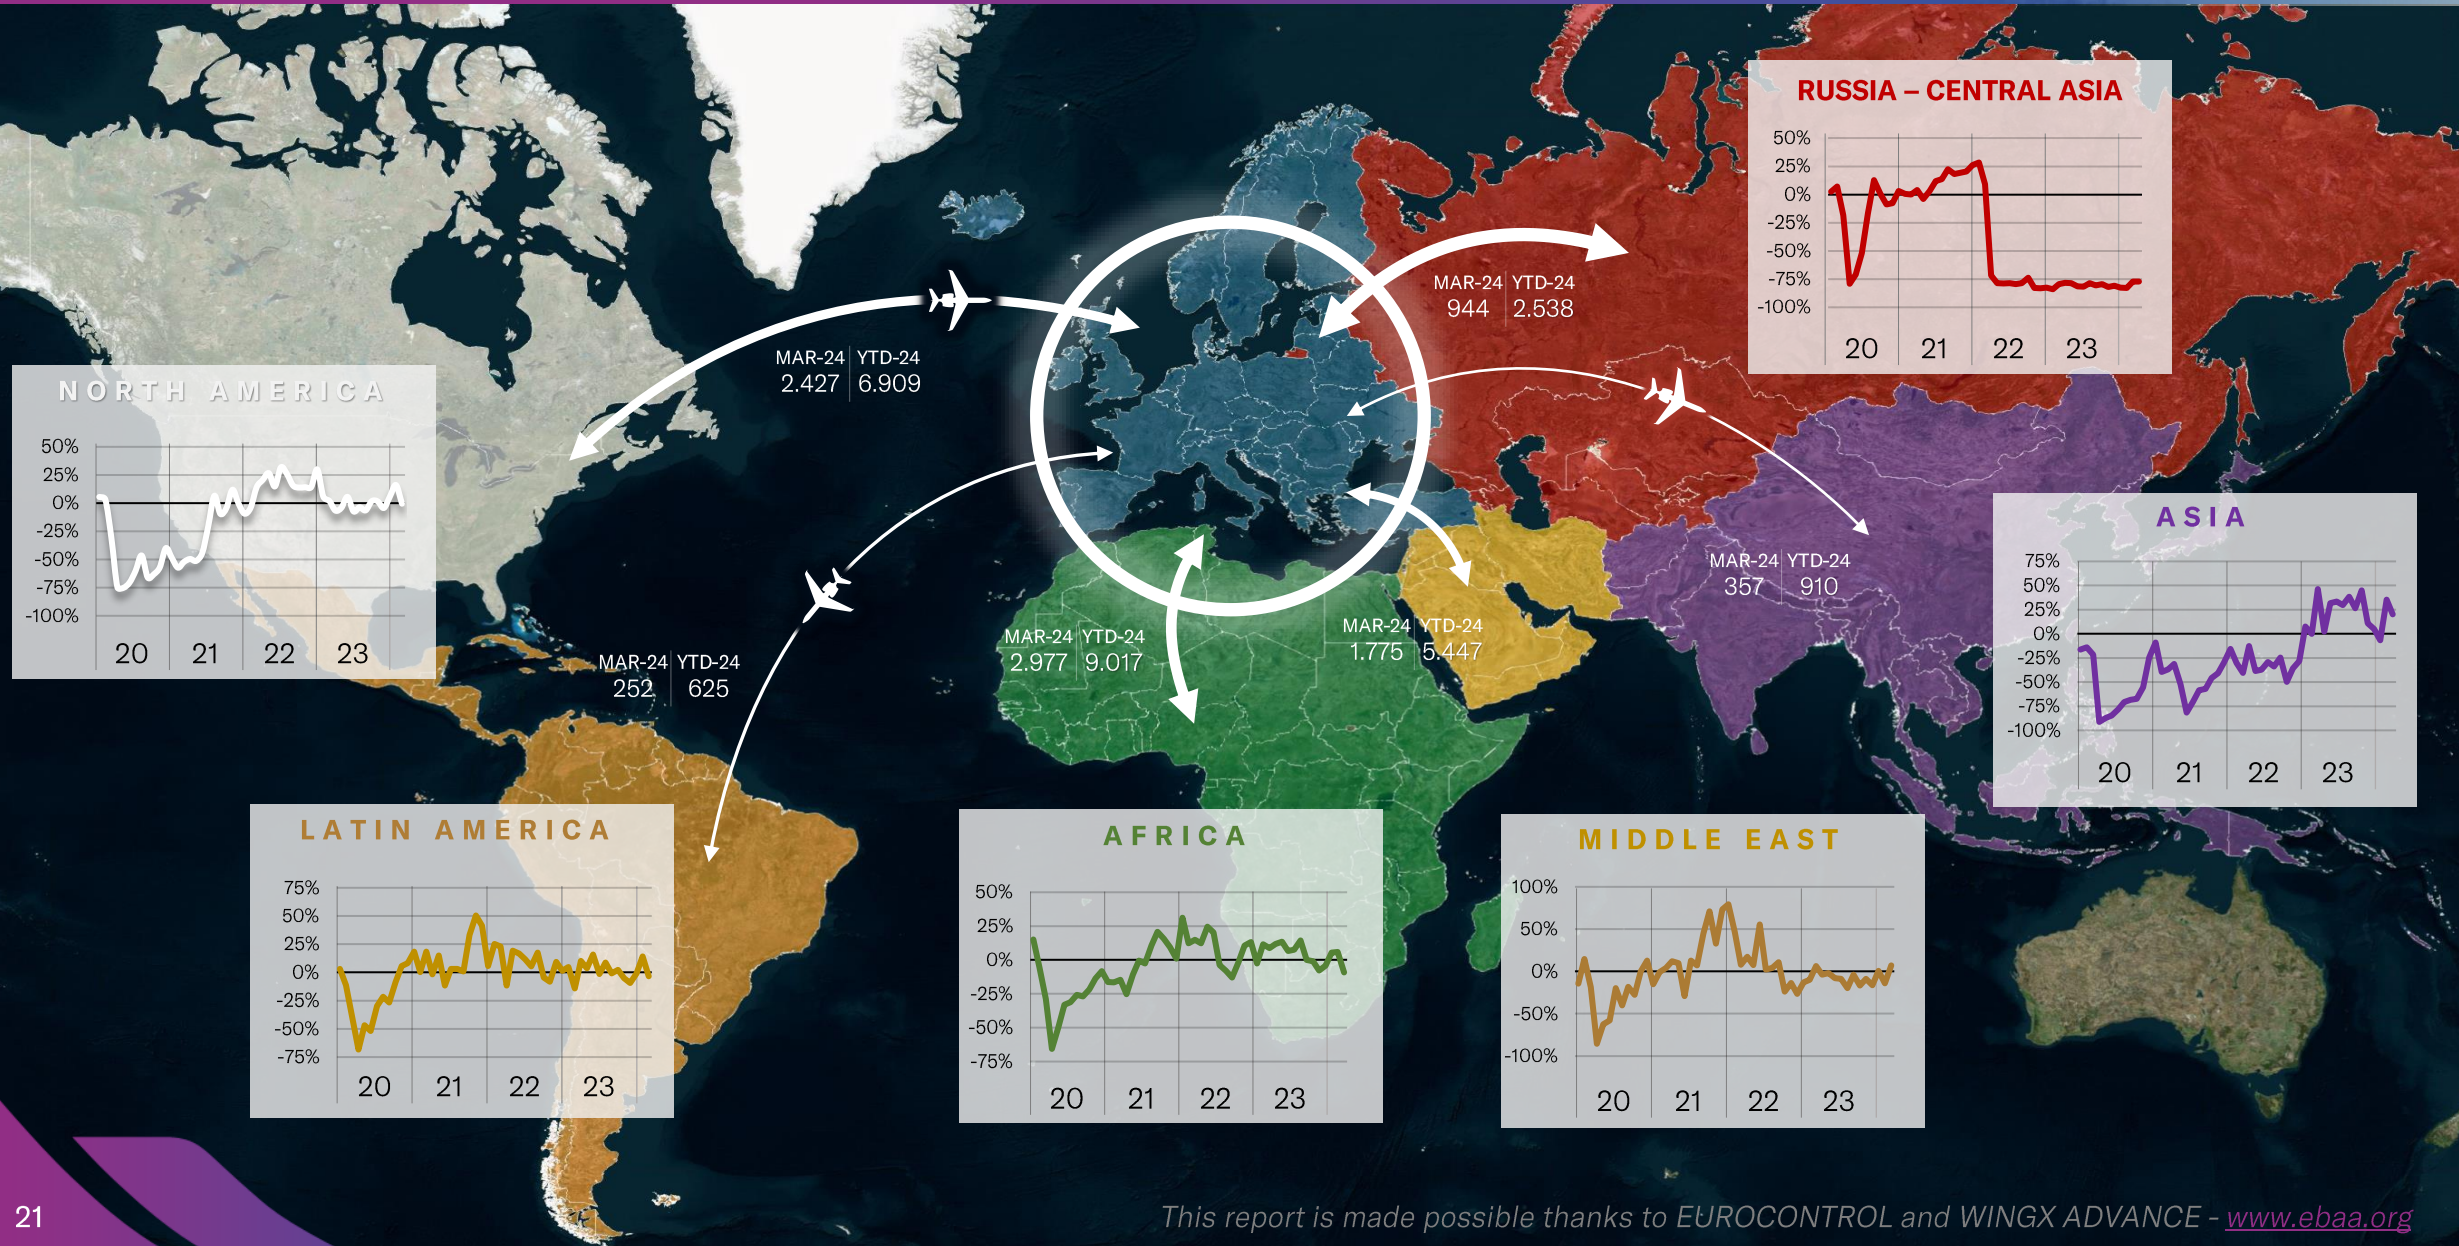 RUSSIA – CENTRAL ASIA
50%
25%
0%
-25%
-50%
-75%
-100%
20 21 22 23
MAR-24 YTD-24
944 2.538
MAR-24 YTD-24
2.427 6.909
NORTH AMERICA
50%
25%
0%
-25%
-50%
-75%
-100%
20 21 22 23
ASIA
75%
50%
25%
0%
-25%
-50%
-75%
-100%
20 21 22 23
MAR-24 YTD-24
357 910
MAR-24 YTD-24
1.775 5.447
MAR-24 YTD-24
2.977 9.017
MAR-24 YTD-24
252 625
LATIN AMERICA
75%
50%
25%
0%
-25%
-50%
-75%
20 21 22 23
AFRICA
50%
25%
0%
-25%
-50%
-75%
20 21 22 23
MIDDLE EAST
100%
50%
0%
-50%
-100%
20 21 22 23
21
This report is made possible thanks to EUROCONTROL and WINGX ADVANCE - www.ebaa.org